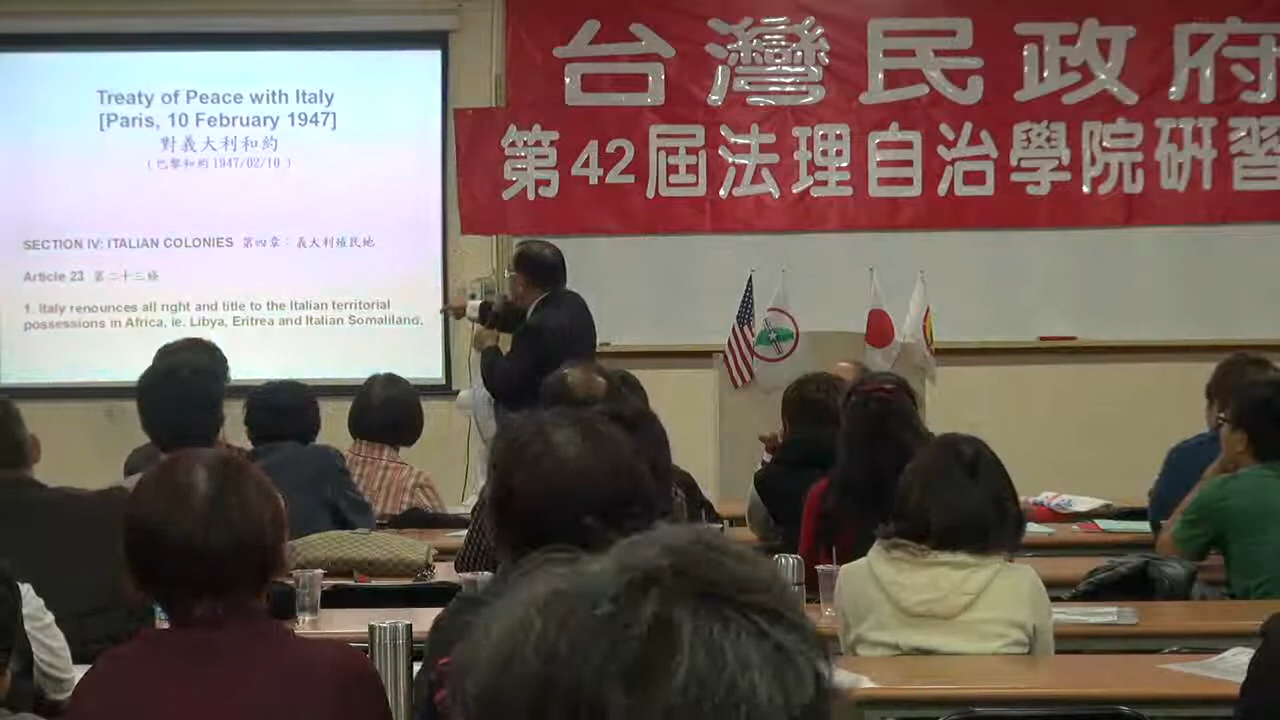 Treaty of Peace with Italy
[Paris, 10 February 1947]
對義大利和約
( 巴黎和約 1947/02/10 )
SECTION IV: ITALIAN COLONIES 第四章：義大利殖民地
Article 23 第二十三條
1. Italy renounces all right and title to the Italian territorial
possessions in Africa, ie. Libya, Eritrea and Italian Somaliland.
台灣民政府
第42屆法理自治學院研習